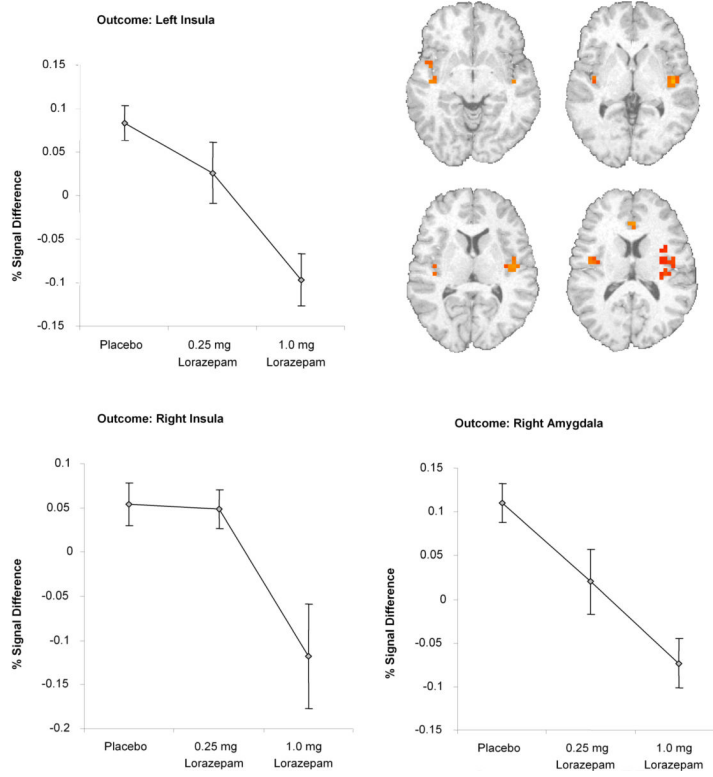 Outcome: Left Insula
0.15
0.1
0.05
0
-0.05
-0.1
-0.15
% Signal Difference
Placebo
0.25 mg
Lorazepam
1.0 mg
Lorazepam
Outcome: Right Insula
0.1
0.05
0
-0.05
-0.1
-0.15
-0.2
% Signal Difference
Placebo
0.25 mg
Lorazepam
1.0 mg
Lorazepam
Outcome: Right Amygdala
0.15
0.1
0.05
0
-0.05
-0.1
-0.15
% Signal Difference
Placebo
0.25 mg
Lorazepam
1.0 mg
Lorazepam